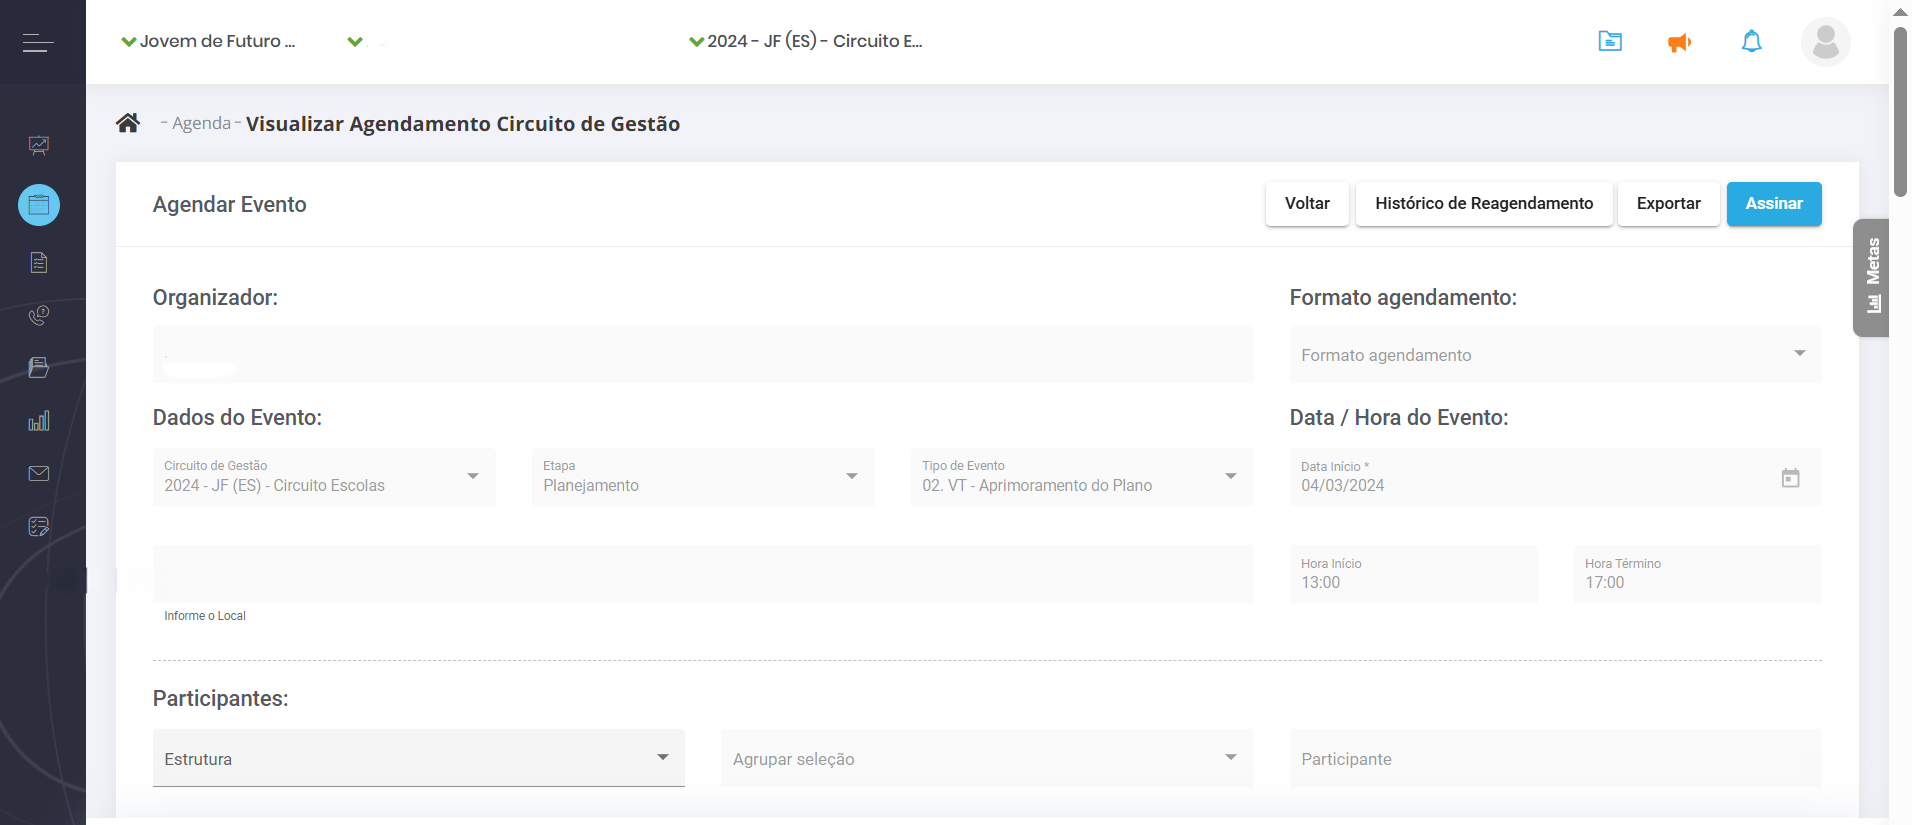 Jovem de Futuro ...
2024 - JF (ES) - Circuito E...
- Agenda - Visualizar Agendamento Circuito de Gestão
Agendar Evento
Voltar
Histórico de Reagendamento
Exportar
Assinar
Metas
Organizador:
Formato agendamento:
Formato agendamento
Dados do Evento:
Data / Hora do Evento:
Circuito de Gestão
2024 - JF (ES) - Circuito Escolas
Etapa
Planejamento
Tipo de Evento
02. VT - Aprimoramento do Plano
Data Início *
04/03/2024
Hora Início
13:00
Hora Término
17:00
Informe o Local
Participantes:
Estrutura
Agrupar seleção
Participante